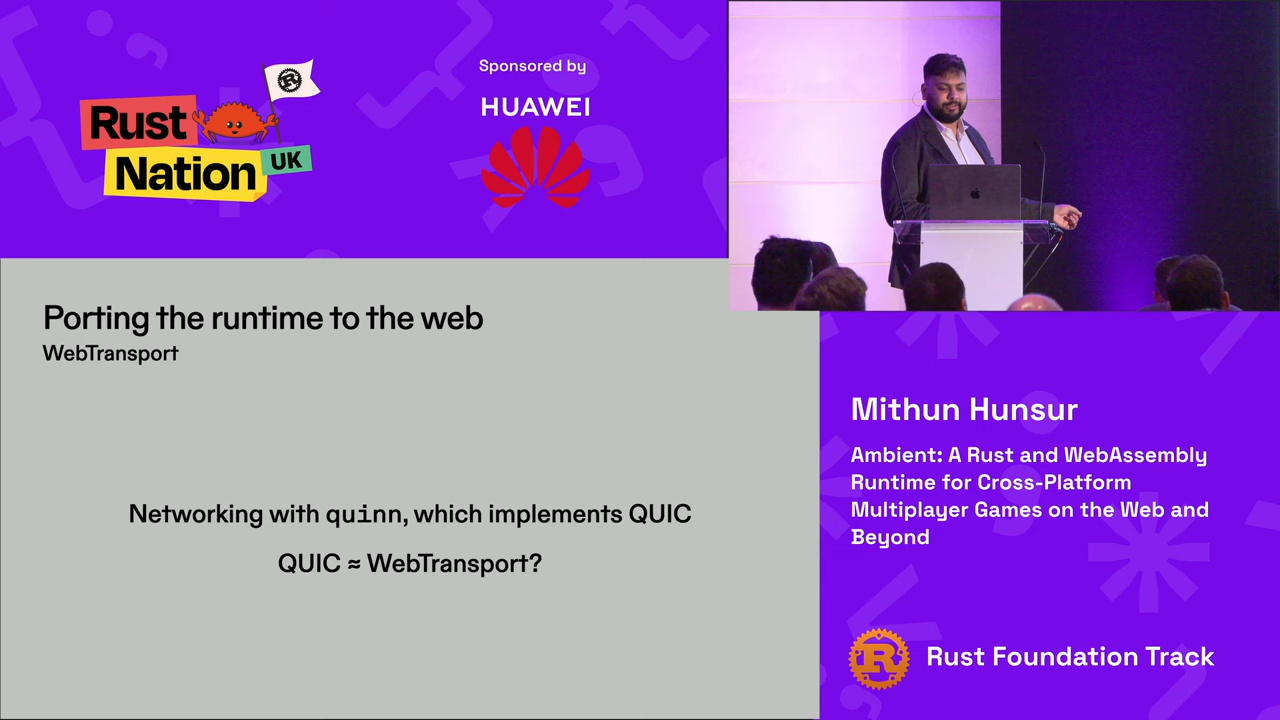 Rust
Nation
UK
Sponsored by
HUAWEI
Porting the runtime to the web
WebTransport
Networking with quinn, which implements QUIC
QUIC ≈ WebTransport?
Mithun Hunsur
Ambient: A Rust and WebAssembly
Runtime for Cross-Platform
Multiplayer Games on the Web and
Beyond
Rust Foundation Track